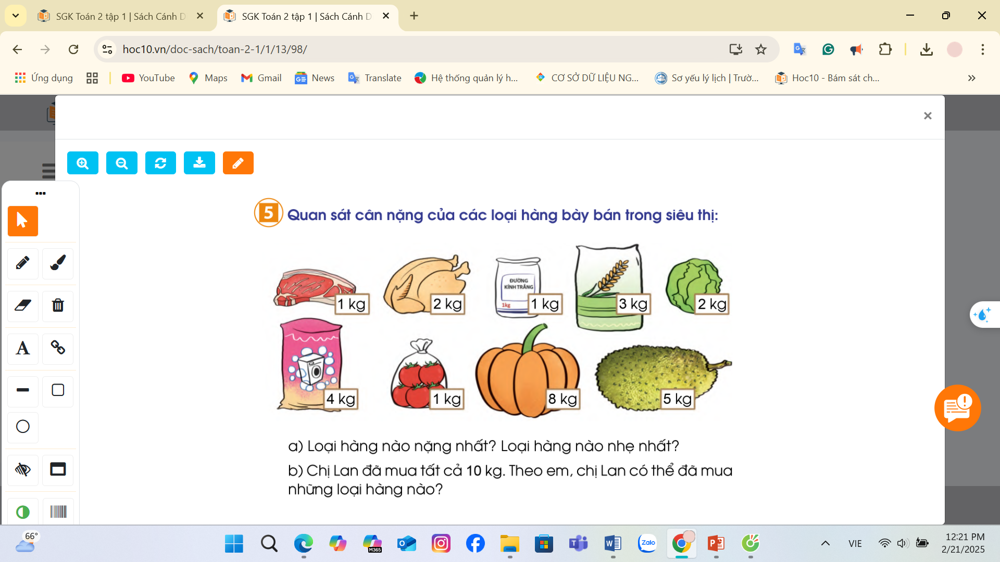 SGK Toán 2 tập 1 | Sách Cánh D
SGK Toán 2 tập 1 | Sách Cánh D
hoc10.vn/doc-sach/toan-2-1/1/13/98/
Ứng dụng
YouTube
Maps
Gmail
News
Translate
Hệ thống quản lý h...
CƠ SỞ DỮ LIỆU NG...
Sơ yếu lý lịch | Trườ...
Hoc10 - Bám sát ch...
5 Quan sát cân nặng của các loại hàng bày bán trong siêu thị:
ĐƯỜNG
KÍNH TRẮNG
1kg
1 kg
2 kg
1 kg
3 kg
2 kg
4 kg
1 kg
8 kg
5 kg
a) Loại hàng nào nặng nhất? Loại hàng nào nhẹ nhất?
b) Chị Lan đã mua tất cả 10 kg. Theo em, chị Lan có thể đã mua
những loại hàng nào?
A
66°
M365
Zalo
VIE
12:21 PM
2/21/2025